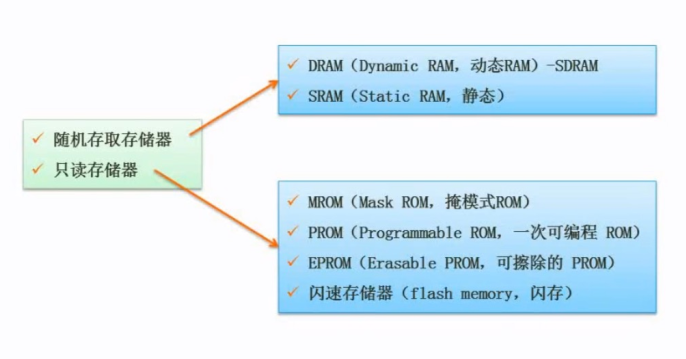 随机存取存储器
只读存储器
DRAM（Dynamic RAM，动态RAM）-SDRAM
SRAM（Static RAM，静态）
MROM（Mask ROM，掩模式ROM）
PROM（Programmable ROM，一次可编程 ROM）
EPROM（Erasable PROM，可擦除的 PROM）
闪速存储器（flash memory，闪存）